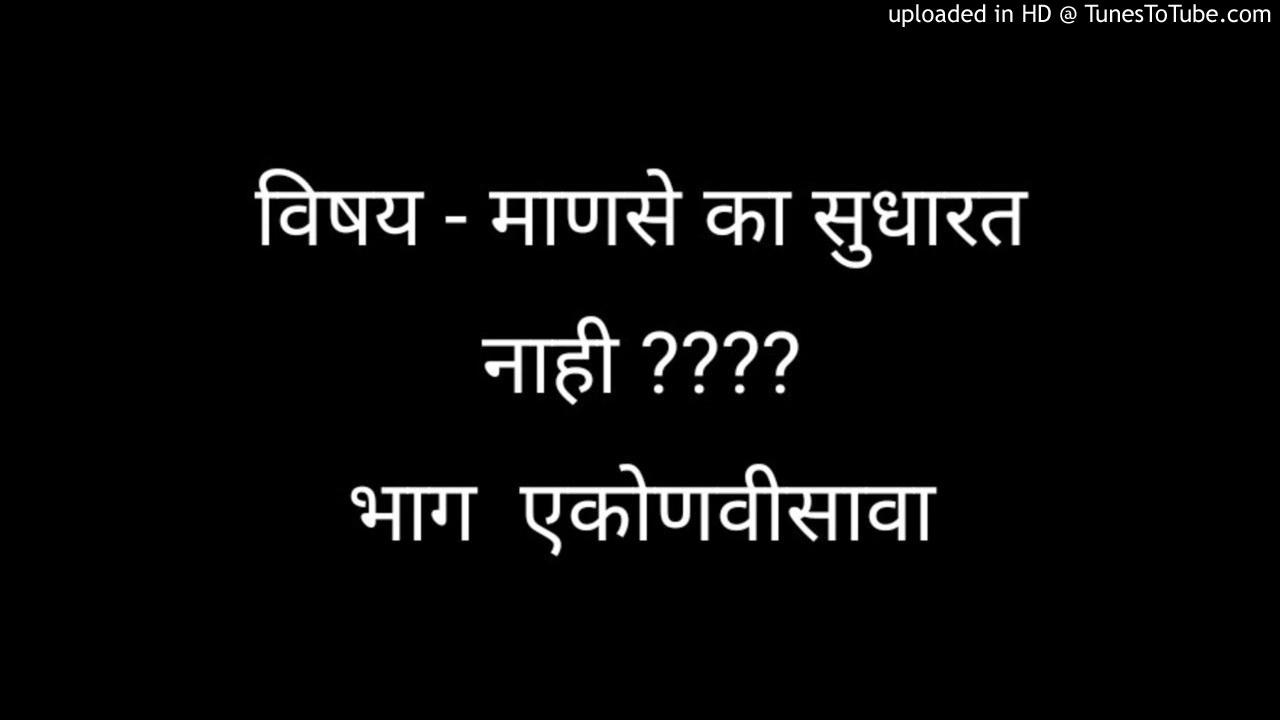 uploaded in HD @ TunesToTube.com
विषय - माणसे का सुधारत
नाही ????
भाग  एकोणवीसावा